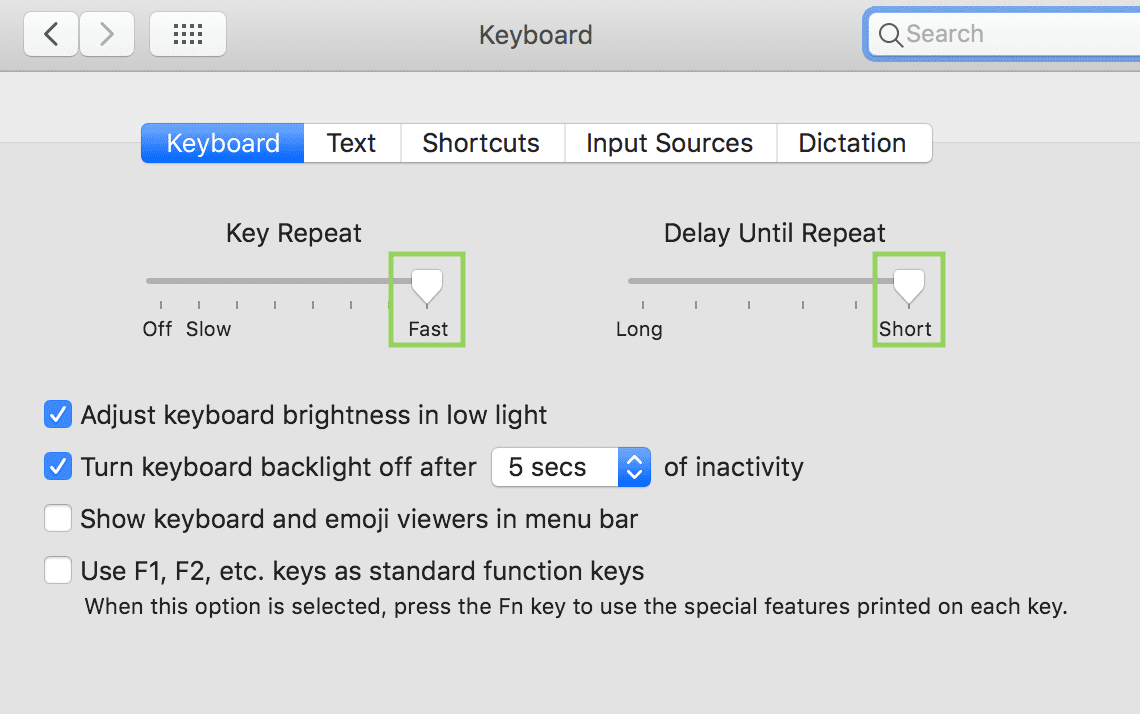 Keyboard
Search
Keyboard Text Shortcuts Input Sources Dictation
Key Repeat Delay Until Repeat
Off Slow Fast Long Short
Adjust keyboard brightness in low light
Turn keyboard backlight off after 5 secs of inactivity
Show keyboard and emoji viewers in menu bar
Use F1, F2, etc. keys as standard function keys
When this option is selected, press the Fn key to use the special features printed on each key.